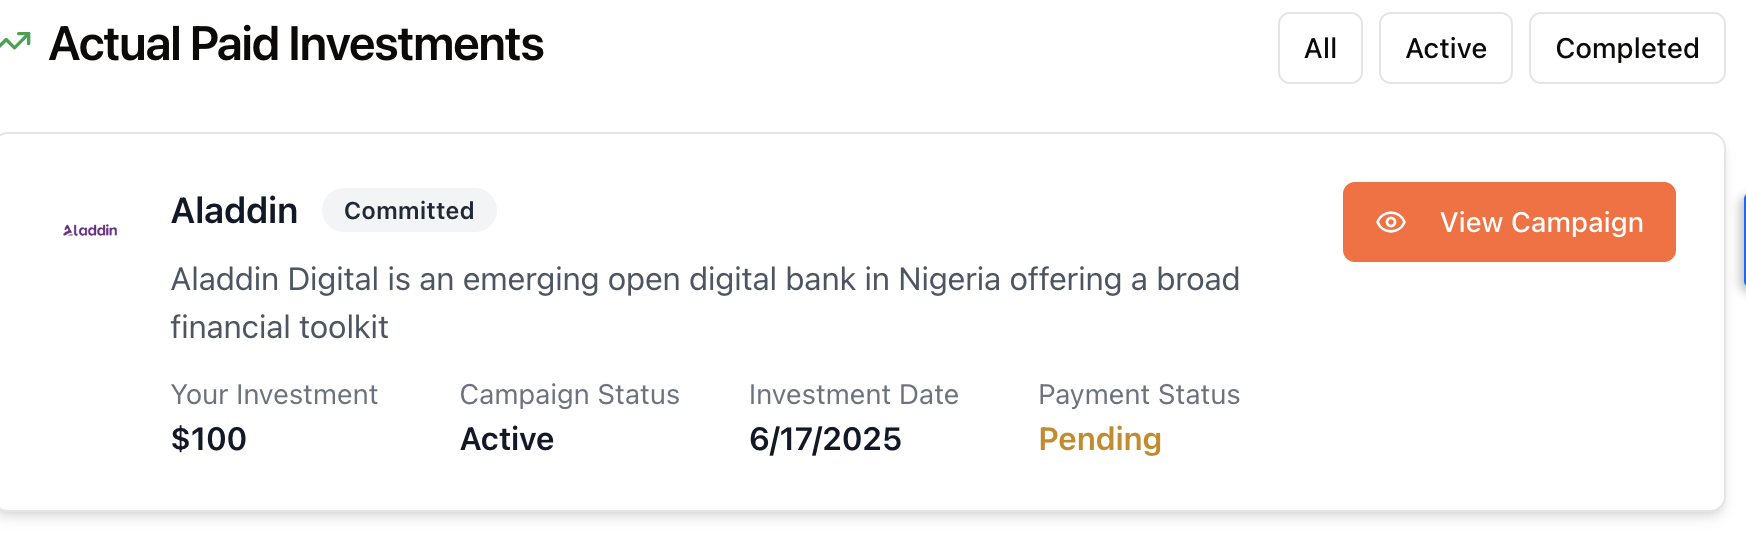 Actual Paid Investments
All
Active
Completed
Aladdin
Aladdin
Committed
View Campaign
Aladdin Digital is an emerging open digital bank in Nigeria offering a broad
financial toolkit
Your Investment
Campaign Status
Investment Date
Payment Status
$100
Active
6/17/2025
Pending